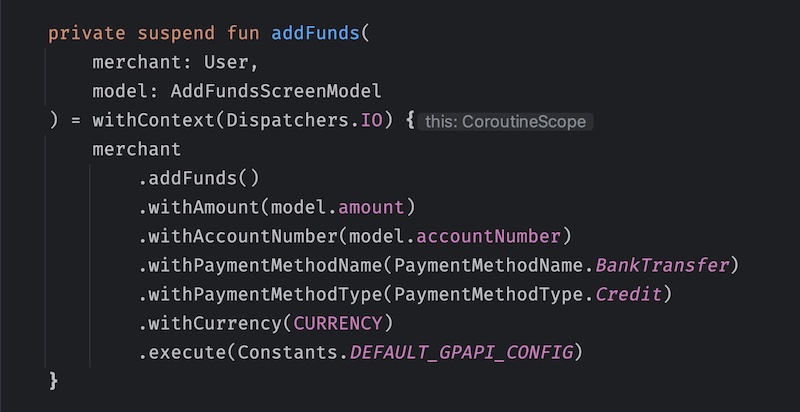 private suspend fun addFunds(
    merchant: User,
    model: AddFundsScreenModel
) = withContext(Dispatchers.IO) { this: CoroutineScope
    merchant
        .addFunds()
        .withAmount(model.amount)
        .withAccountNumber(model.accountNumber)
        .withPaymentMethodName(PaymentMethodName.BankTransfer)
        .withPaymentMethodType(PaymentMethodType.Credit)
        .withCurrency(CURRENCY)
        .execute(Constants.DEFAULT_GPAPI_CONFIG)
}